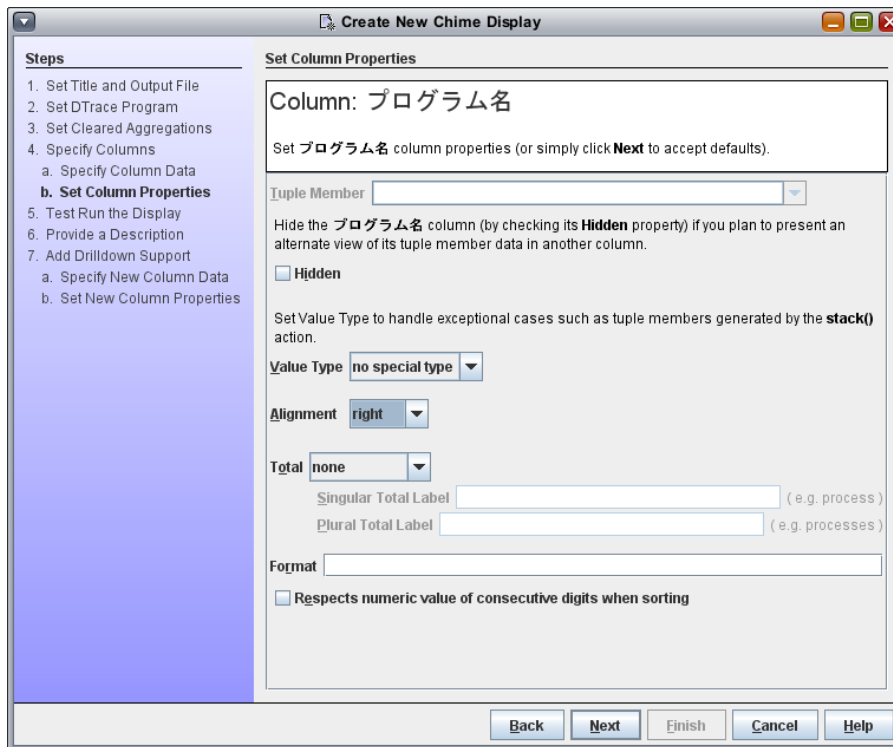 Create New Chime Display
Steps
1. Set Title and Output File
2. Set DTrace Program
3. Set Cleared Aggregations
4. Specify Columns
a. Specify Column Data
b. Set Column Properties
5. Test Run the Display
6. Provide a Description
7. Add Drilldown Support
a. Specify New Column Data
b. Set New Column Properties
Set Column Properties
Column: プログラム名
Set プログラム名 column properties (or simply click Next to accept defaults).
Tuple Member
Hide the プログラム名 column (by checking its Hidden property) if you plan to present an
alternate view of its tuple member data in another column.
Hidden
Set Value Type to handle exceptional cases such as tuple members generated by the stack()
action.
Value Type no special type
Alignment right
Total none
Singular Total Label ( e.g. process )
Plural Total Label ( e.g. processes )
Format
Respects numeric value of consecutive digits when sorting
Back Next Finish Cancel Help